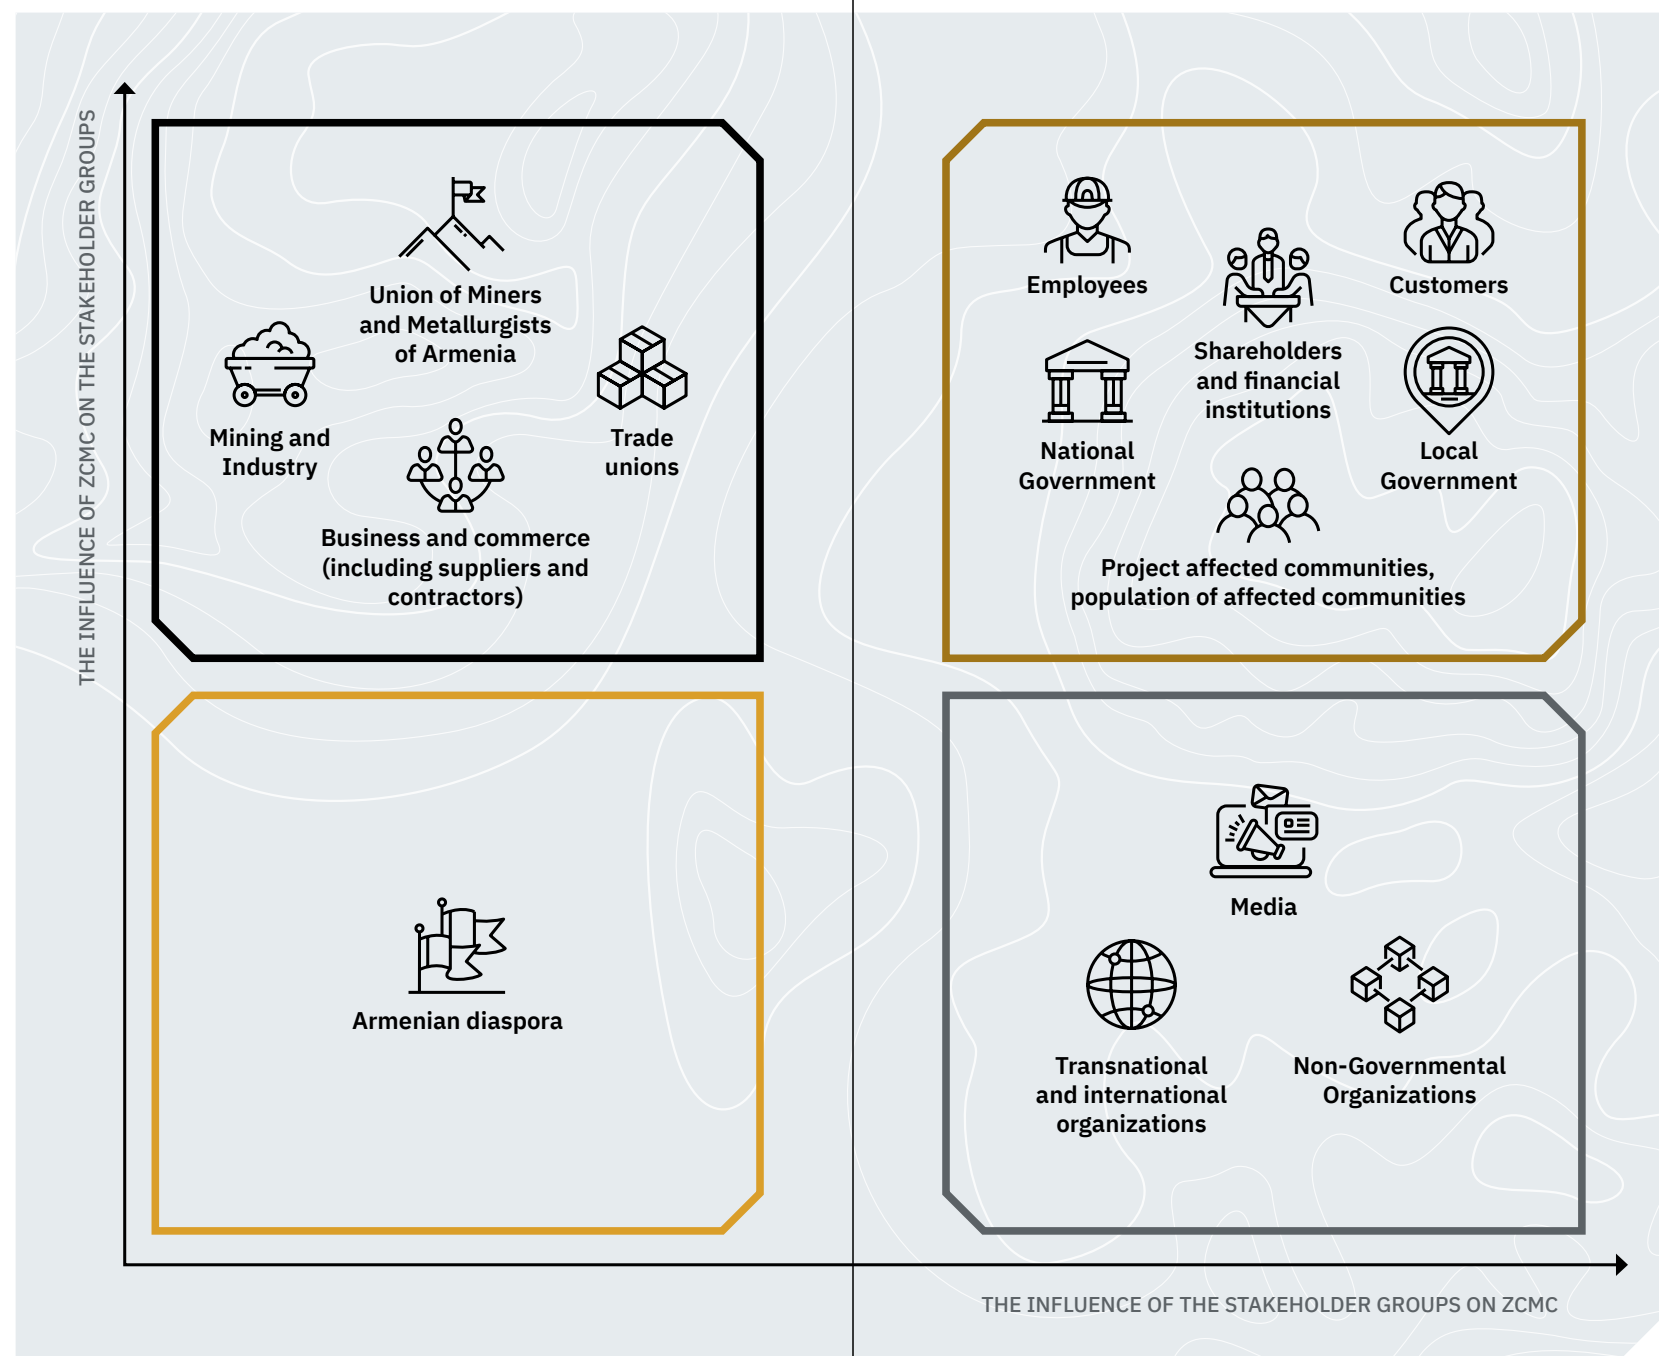 THE INFLUENCE OF ZCMC ON THE STAKEHOLDER GROUPS
Union of Miners
and Metallurgists
of Armenia
Mining and
Industry
Trade
unions
Business and commerce
(including suppliers and
contractors)
Employees
Customers
Shareholders
and financial
institutions
National
Government
Local
Government
Project affected communities,
population of affected communities
Armenian diaspora
Media
Transnational
and international
organizations
Non-Governmental
Organizations
THE INFLUENCE OF THE STAKEHOLDER GROUPS ON ZCMC